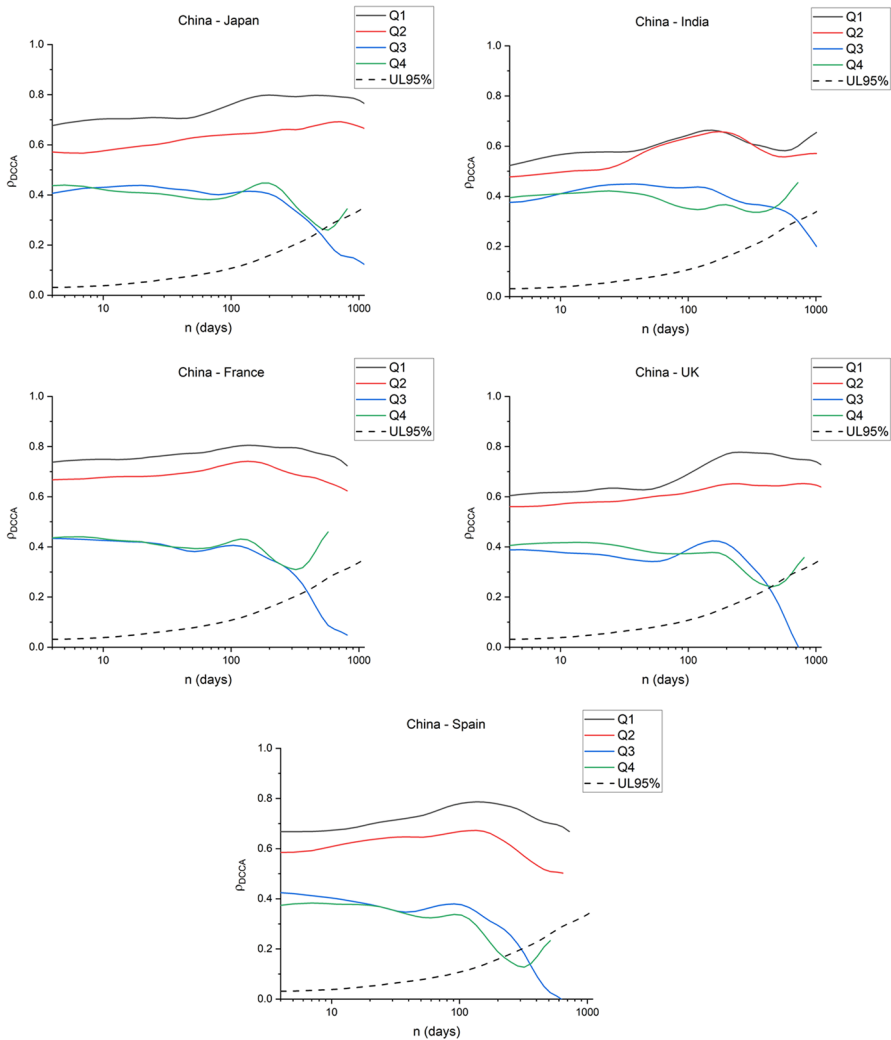 China - Japan
Q1
Q2
Q3
Q4
UL95%
1.0
0.8
0.6
0.4
0.2
0.0
ρDCCA
10
100
1000
n (days)
China - India
Q1
Q2
Q3
Q4
UL95%
1.0
0.8
0.6
0.4
0.2
0.0
ρDCCA
10
100
1000
n (days)
China - France
Q1
Q2
Q3
Q4
UL95%
1.0
0.8
0.6
0.4
0.2
0.0
ρDCCA
10
100
1000
n (days)
China - UK
Q1
Q2
Q3
Q4
UL95%
1.0
0.8
0.6
0.4
0.2
0.0
ρDCCA
10
100
1000
n (days)
China - Spain
Q1
Q2
Q3
Q4
UL95%
1.0
0.8
0.6
0.4
0.2
0.0
ρDCCA
10
100
1000
n (days)